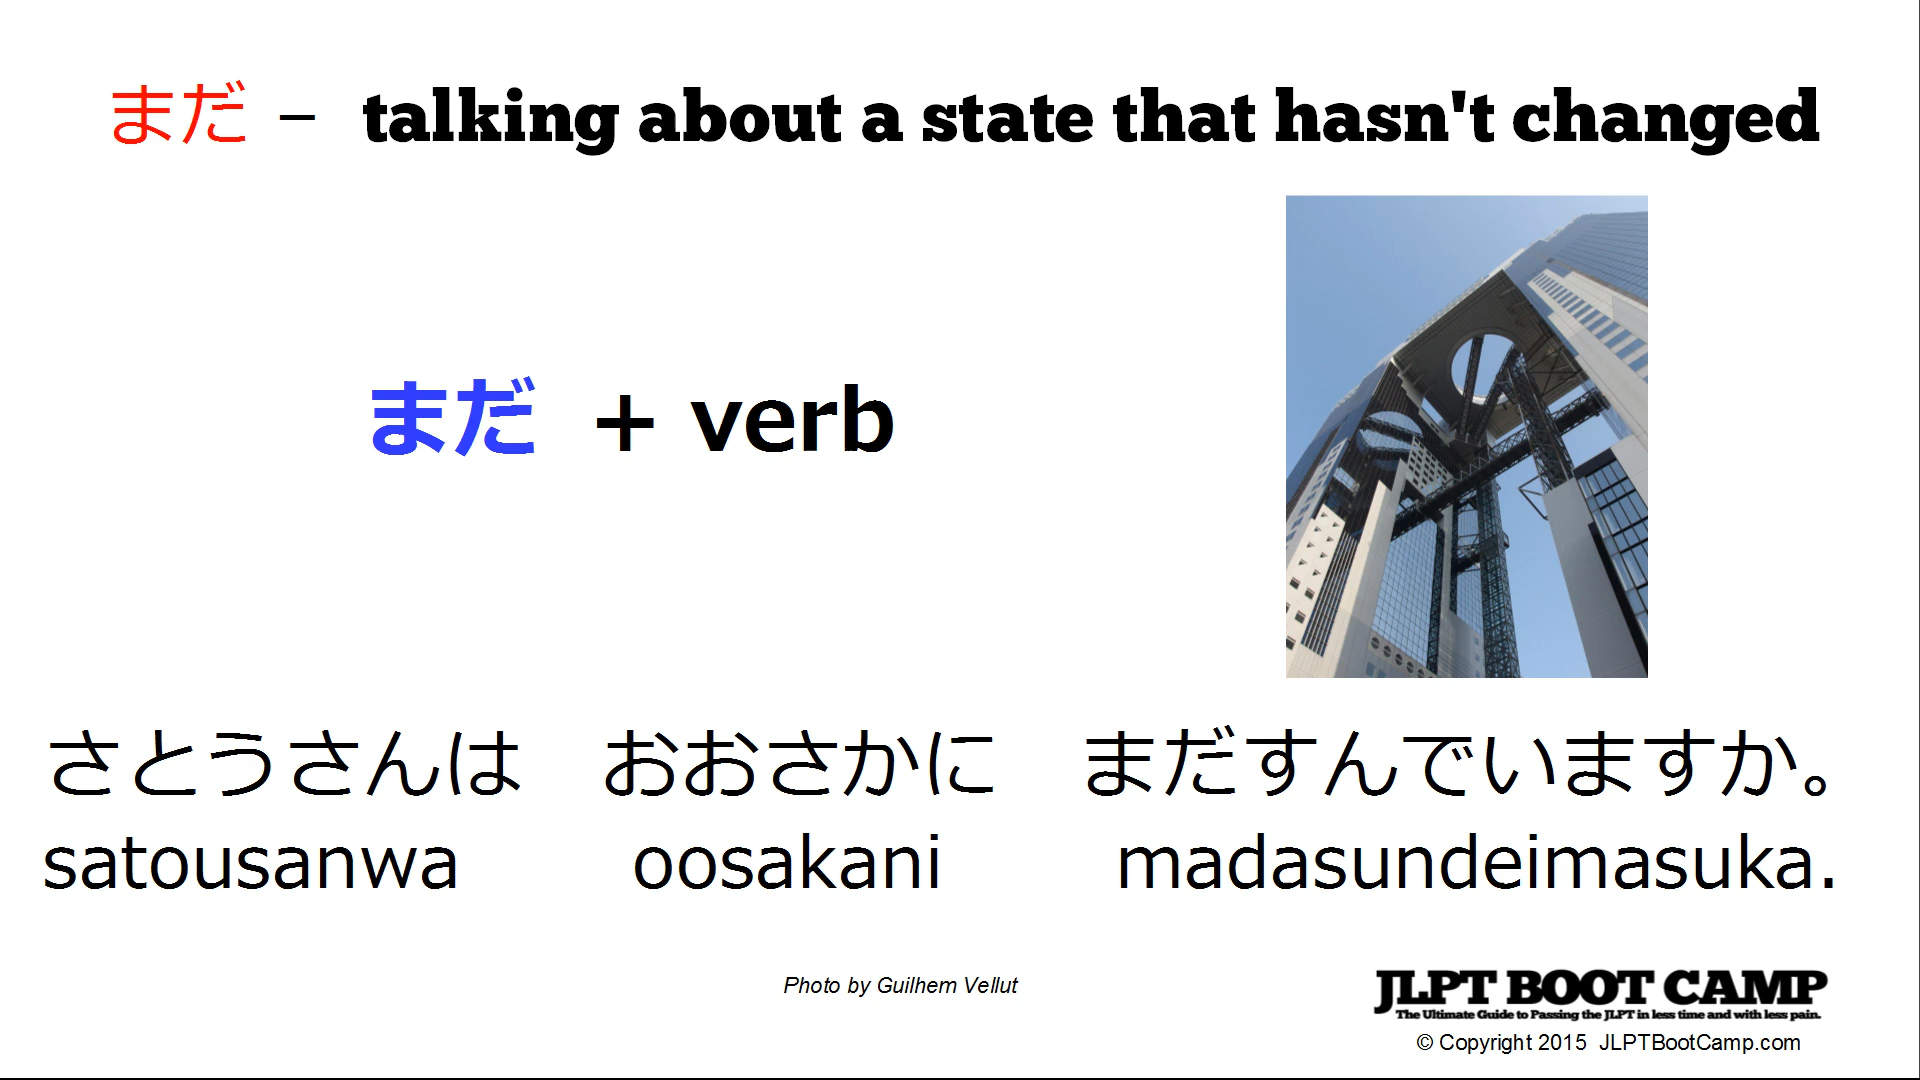 まだ – talking about a state that hasn't changed
まだ + verb
さとうさんは おおさかに まだすんでいますか。
satousanwa oosakani madasundeimasuka.
Photo by Guilhem Vellut
JLPT BOOT CAMP
The Ultimate Guide to Passing the JLPT in less time and with less pain.
© Copyright 2015 JLPTBootCamp.com